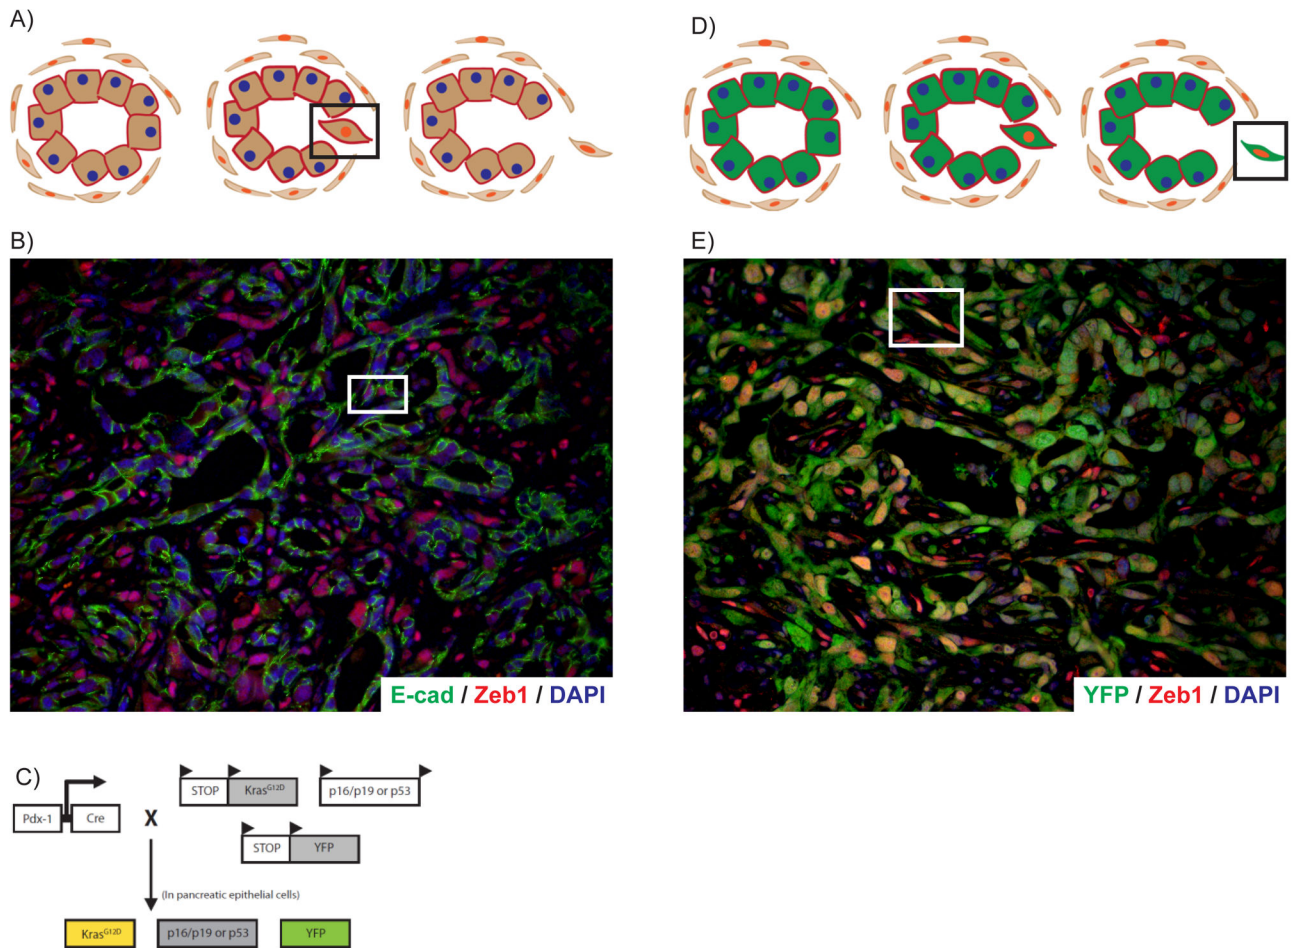 A)
D)
B)
E)
E-cad / Zeb1 / DAPI
YFP / Zeb1 / DAPI
C)
STOP KrasG12D
p16/p19 or p53
Pdx-1 Cre
X
STOP YFP
(In pancreatic epithelial cells)
KrasG12D
p16/p19 or p53
YFP